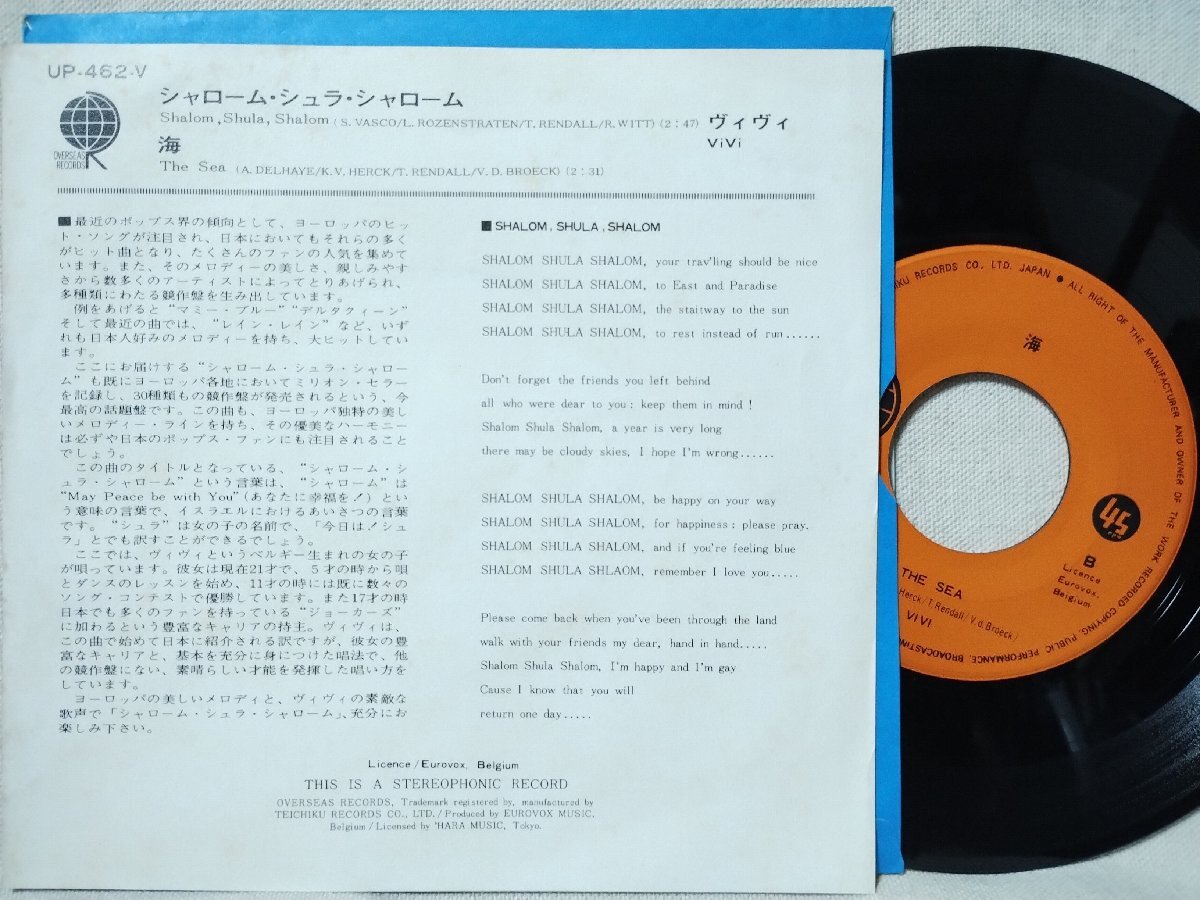 UP-462-V
OVERSEAS
RECORDS
シャローム・シュラ・シャローム
Shalom, Shula, Shalom (S. VASCO/L. ROZENSTRATEN/T. RENDALL/R. WITT) (2:47) ヴィヴィ
海 ViVi
The Sea (A. DELHAYE/K. V. HERCK/T. RENDALL/V. D. BROECK) (2:31)
■最近のポップス界の傾向として、ヨーロッパのヒッ
ト・ソングが注目され、日本においてもそれらの多く
がヒット曲となり、たくさんのファンの人気を集めて
います。また、そのメロディーの美しさ、親しみやす
さから数多くのアーティストによってとりあげられ、
多種類にわたる競作盤を生み出しています。
例をあげると“マミー・ブルー”“デルタクィーン”
そして最近の曲では、“レイン・レイン”など、いず
れも日本人好みのメロディーを持ち、大ヒットしてい
ます。
ここにお届けする“シャローム・シュラ・シャロー
ム”も既にヨーロッパ各地においてミリオン・セラー
を記録し、30種類もの競作盤が発売されるという、今
最高の話題盤です。この曲も、ヨーロッパ独特の美し
いメロディー・ラインを持ち、その優美なハーモニー
は必ずや日本のポップス・ファンにも注目されること
でしょう。
この曲のタイトルとなっている、“シャローム・シ
ュラ・シャローム”という言葉は、“シャローム”は
“May Peace be with You”(あなたに幸福を!)とい
う意味の言葉で、イスラエルにおけるあいさつの言葉
です。“シュラ”は女の子の名前で、「今日は!シュ
ラ」とでも訳すことができるでしょう。
ここでは、ヴィヴィというベルギー生まれの女の子
が唄っています。彼女は現在21才で、5才の時から唄
とダンスのレッスンを始め、11才の時には既に数々の
ソング・コンテストで優勝しています。また17才の時
日本でも多くのファンを持っている“ジョーカーズ”
に加わるという豊富なキャリアの持主。ヴィヴィは、
この曲で始めて日本に紹介される訳ですが、彼女の豊
富なキャリアと、基本を充分に身につけた唱法で、他
の競作盤にない、素晴らしい才能を発揮した唱い方を
しています。
ヨーロッパの美しいメロディと、ヴィヴィの素敵な
歌声で「シャローム・シュラ・シャローム」、充分にお
楽しみ下さい。
■SHALOM, SHULA, SHALOM
SHALOM SHULA SHALOM, your trav'ling should be nice
SHALOM SHULA SHALOM, to East and Paradise
SHALOM SHULA SHALOM, the staitway to the sun
SHALOM SHULA SHALOM, to rest instead of run......
Don't forget the friends you left behind
all who were dear to you: keep them in mind!
Shalom Shula Shalom, a year is very long
there may be cloudy skies, I hope I'm wrong......
SHALOM SHULA SHALOM, be happy on your way
SHALOM SHULA SHALOM, for happiness: please pray.
SHALOM SHULA SHALOM, and if you're feeling blue
SHALOM SHULA SHLAOM, remember I love you.....
Please come back when you've been through the land
walk with your friends my dear, hand in hand.....
Shalom Shula Shalom, I'm happy and I'm gay
Cause I know that you will
return one day.....
Licence/Eurovox, Belgium
THIS IS A STEREOPHONIC RECORD
OVERSEAS RECORDS, Trademark registered by, manufactured by
TEICHIKU RECORDS CO., LTD./Produced by EUROVOX MUSIC,
Belgium/Licensed by 'HARA MUSIC, Tokyo.
CHIKU RECORDS CO., LTD. JAPAN ● ALL RIGHT OF THE MANUFACTURER AND OWNER OF THE WORK RECORDED COPYING, PUBLIC PERFORMANCE, BROADCASTIN
海
45
B
Licence
Eurovox,
Belgium
THE SEA
Herck/T. Rendall/V.d. Broeck)
VIVI